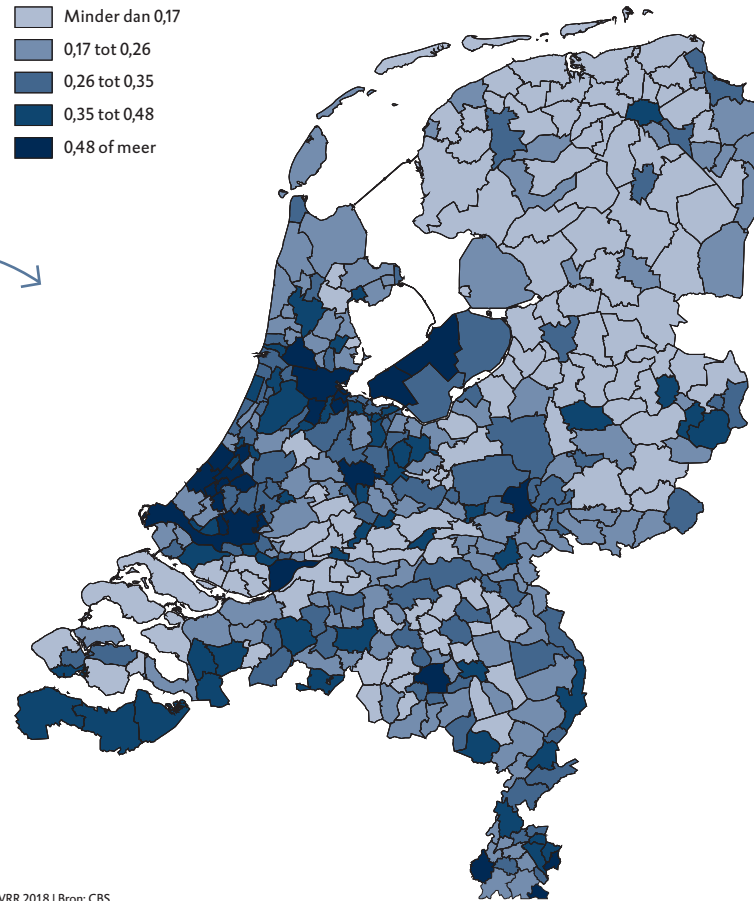 Minder dan 0,17
0,17 tot 0,26
0,26 tot 0,35
0,35 tot 0,48
0,48 of meer
VRR 2018 | Bron: CBS